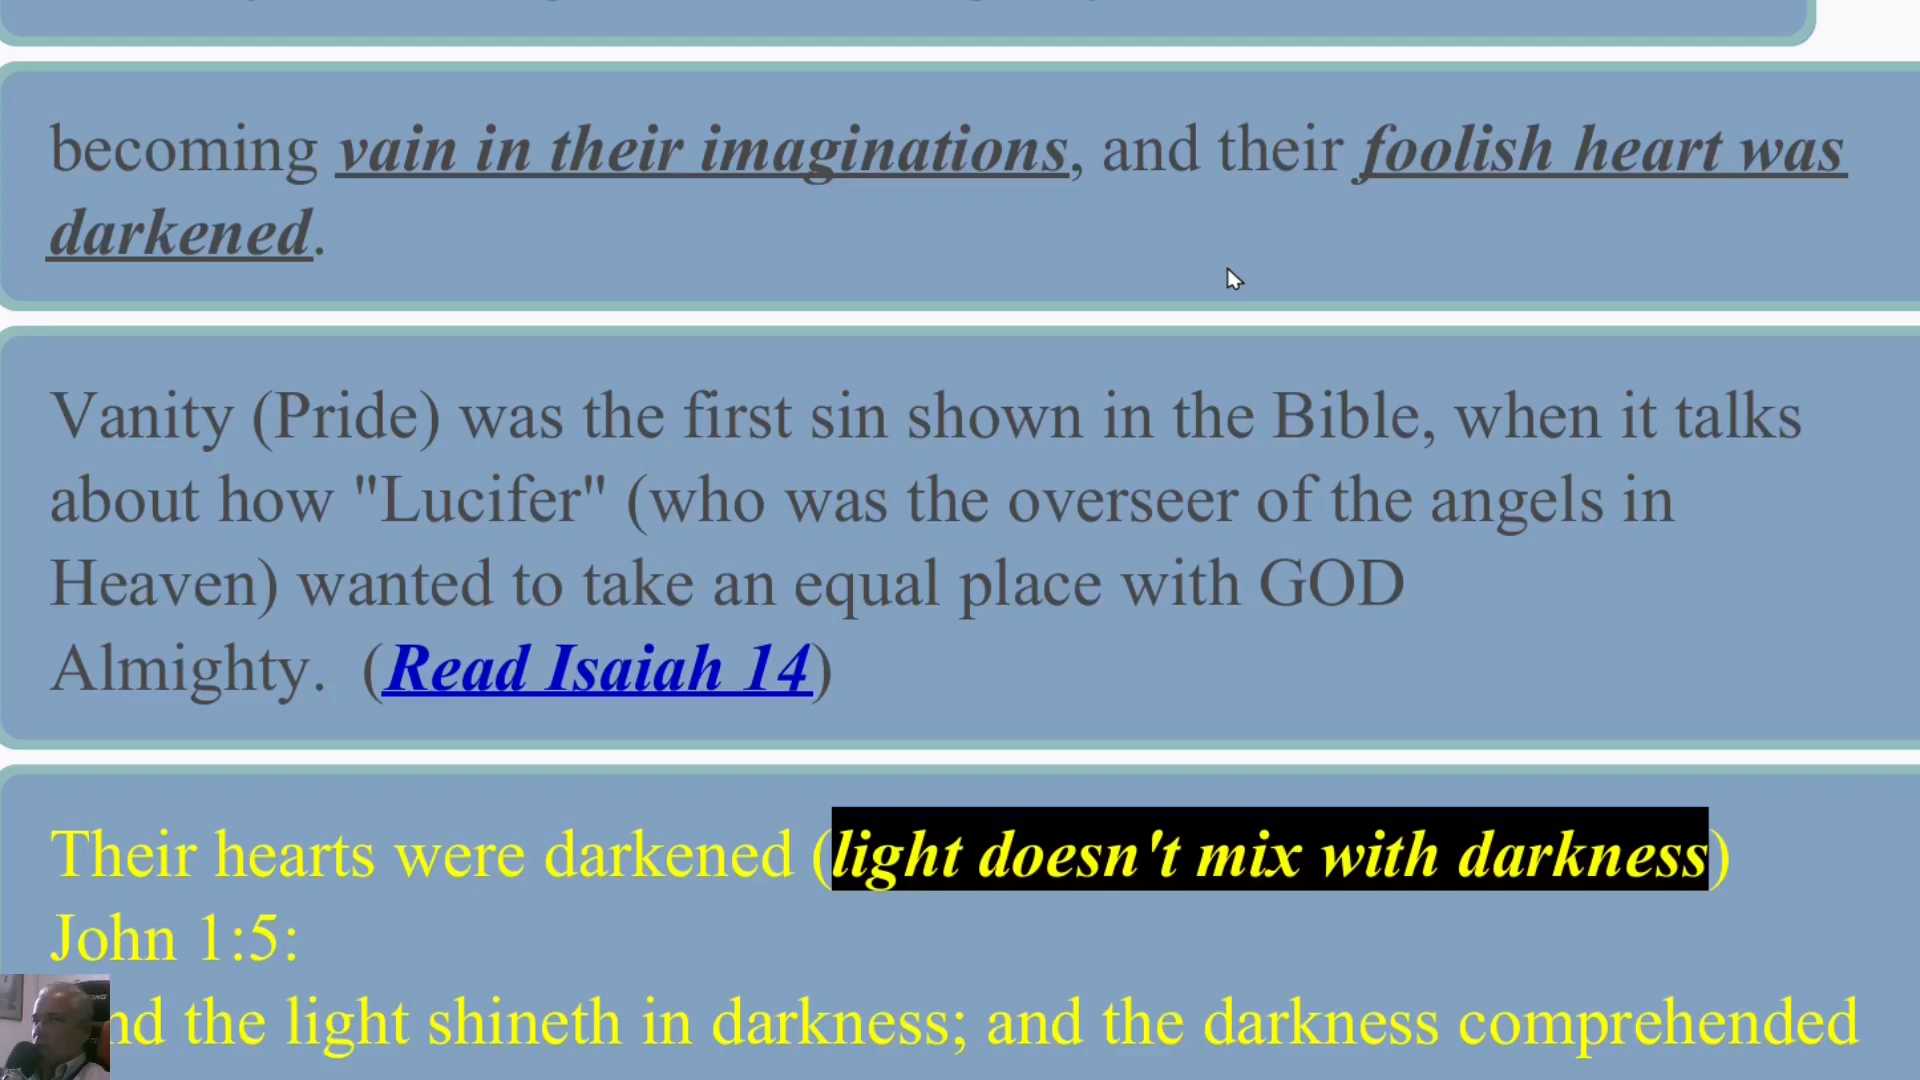 becoming vain in their imaginations, and their foolish heart was
darkened.
Vanity (Pride) was the first sin shown in the Bible, when it talks
about how "Lucifer" (who was the overseer of the angels in
Heaven) wanted to take an equal place with GOD
Almighty.  (Read Isaiah 14)
Their hearts were darkened (light doesn't mix with darkness)
John 1:5:
nd the light shineth in darkness; and the darkness comprehended